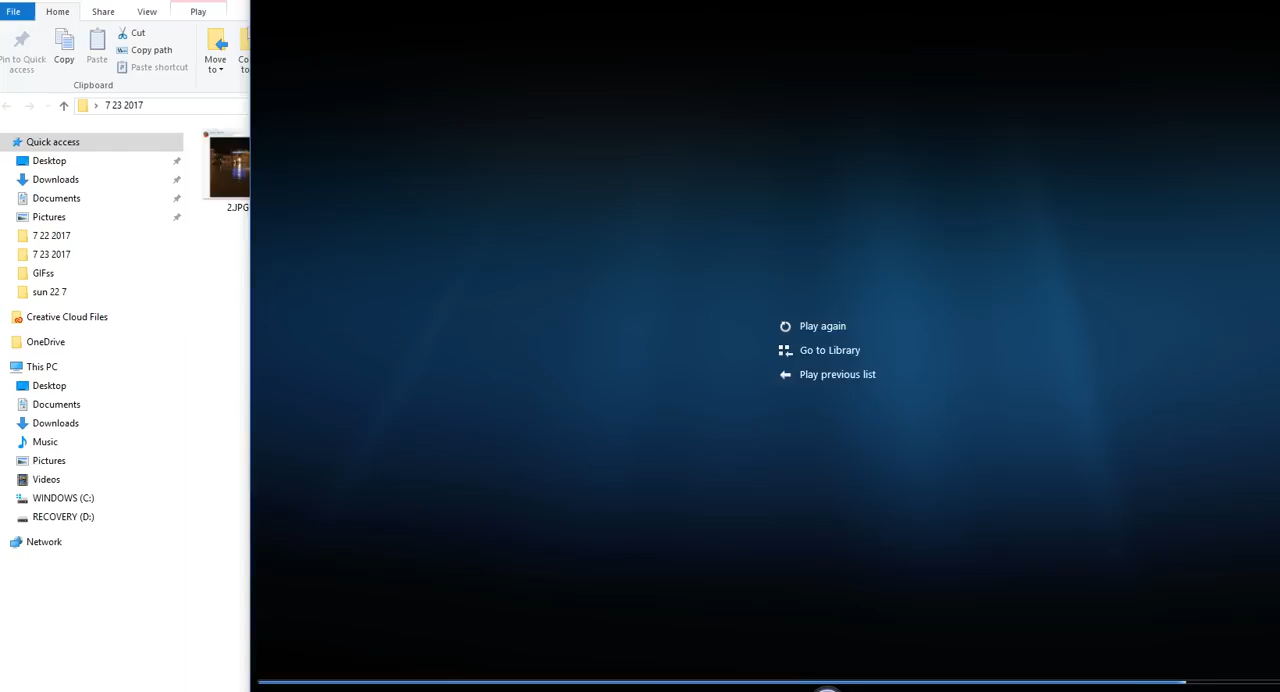 File Home Share View Play
Cut
Copy path
Paste shortcut
Pin to Quick access
Copy
Paste
Move to
Clipboard
7 23 2017
Quick access
Desktop
Downloads
Documents
Pictures
7 22 2017
7 23 2017
GIFss
sun 22 7
Creative Cloud Files
OneDrive
This PC
Desktop
Documents
Downloads
Music
Pictures
Videos
WINDOWS (C:)
RECOVERY (D:)
Network
2.JPG
Play again
Go to Library
Play previous list